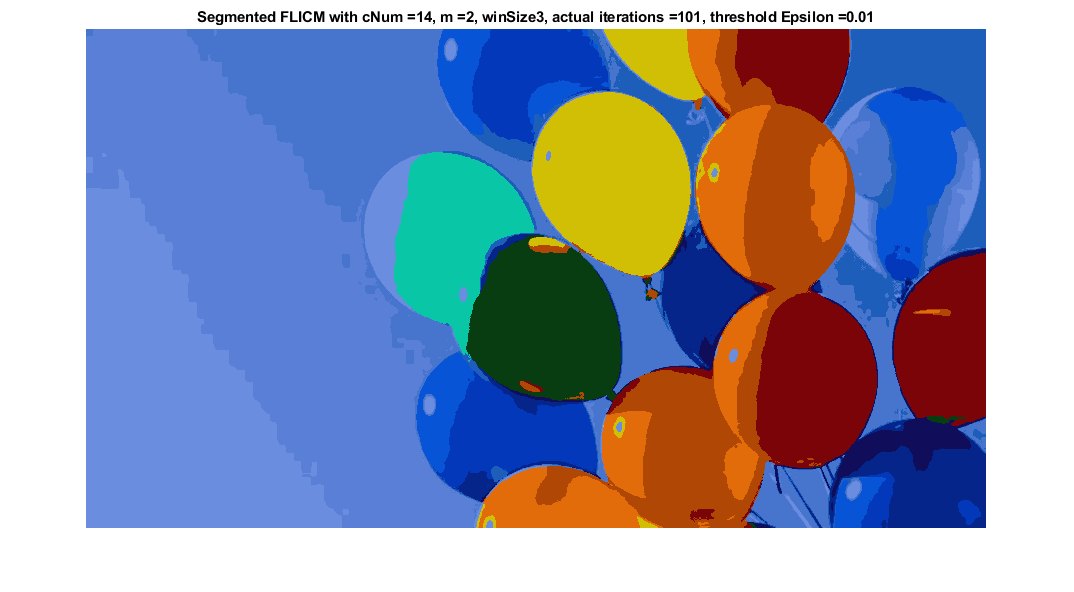 Segmented FLICM with cNum =14, m =2, winSize3, actual iterations =101, threshold Epsilon =0.01